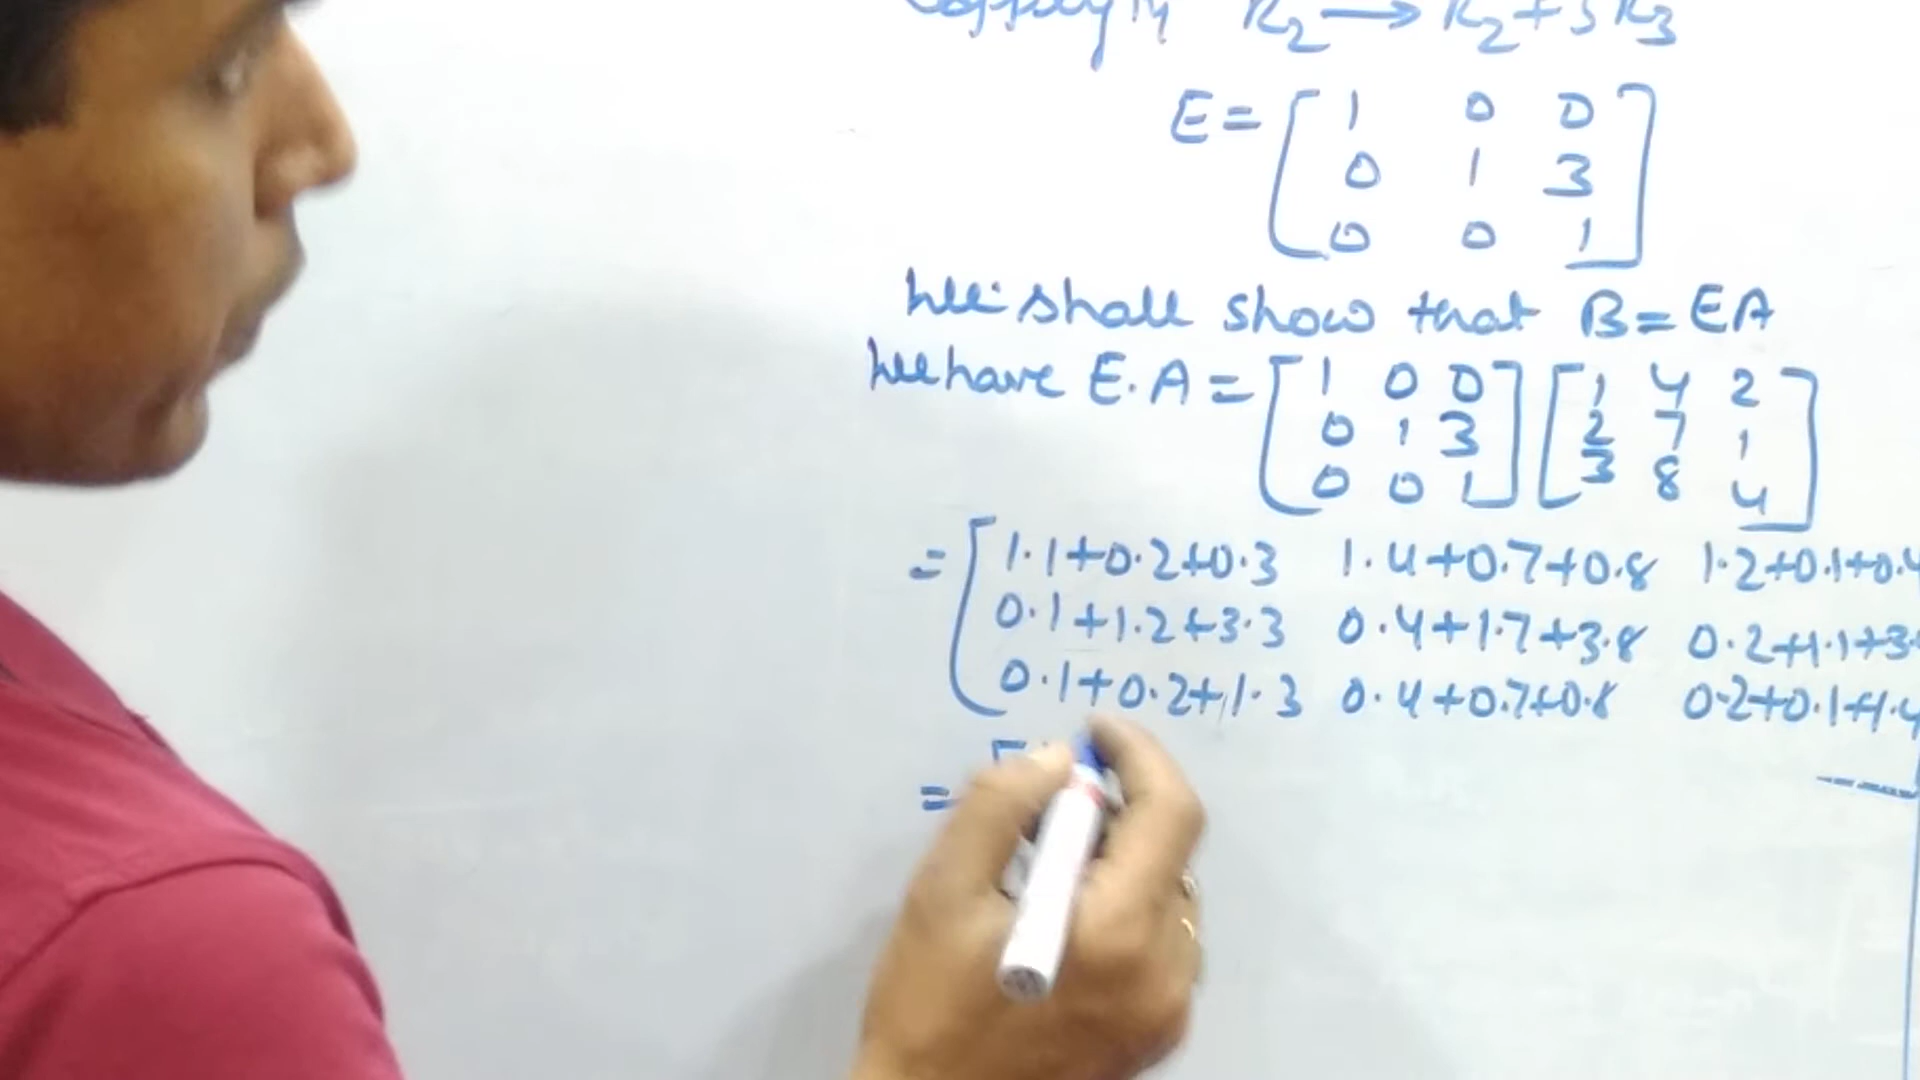 R2 → R2+3R3
E = [ 1 0 0
0 1 3
0 0 1 ]
We shall show that B = EA
We have E.A = [ 1 0 0 ] [ 1 4 2 ]
0 1 3 2 7 1
0 0 1 3 8 4
= [ 1.1+0.2+0.3 1.4+0.7+0.8 1.2+0.1+0.4
0.1+1.2+3.3 0.4+1.7+3.8 0.2+1.1+3.
0.1+0.2+1.3 0.4+0.7+0.8 0.2+0.1+1.4
= [